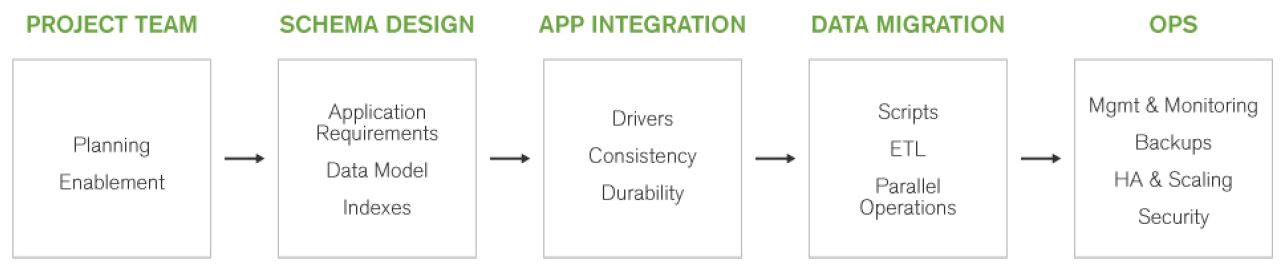 PROJECT TEAM
Planning
Enablement
SCHEMA DESIGN
Application
Requirements
Data Model
Indexes
APP INTEGRATION
Drivers
Consistency
Durability
DATA MIGRATION
Scripts
ETL
Parallel
Operations
OPS
Mgmt & Monitoring
Backups
HA & Scaling
Security